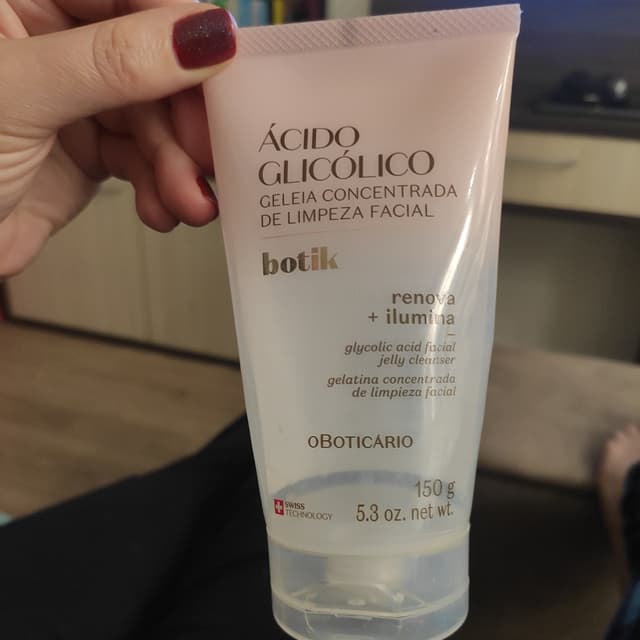 ÁCIDO
GLICÓLICO
GELEIA CONCENTRADA
DE LIMPEZA FACIAL
botik
renova
+ ilumina
glycolic acid facial
jelly cleanser
gelatina concentrada
de limpieza facial
oBOTICÁRIO
150 g
5.3 oz. net wt.
SWISS
TECHNOLOGY